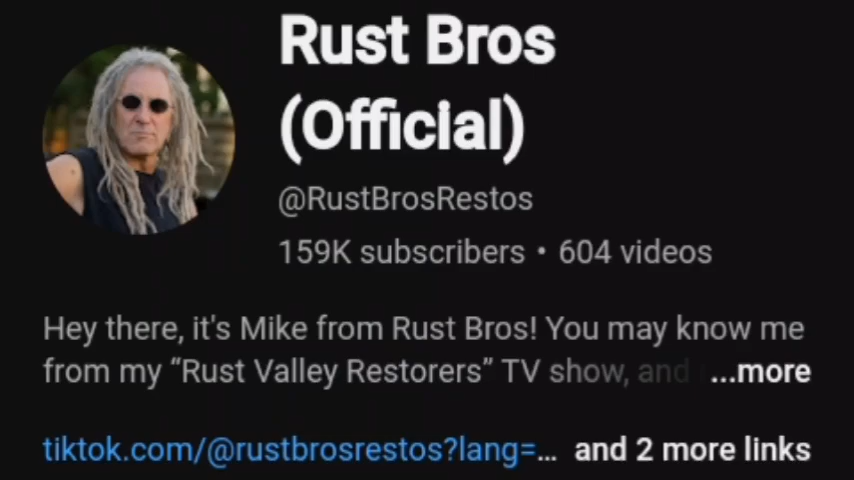 Rust Bros
(Official)
@RustBrosRestos
159K subscribers • 604 videos
Hey there, it's Mike from Rust Bros! You may know me
from my “Rust Valley Restorers” TV show, and ...more
tiktok.com/@rustbrosrestos?lang=… and 2 more links